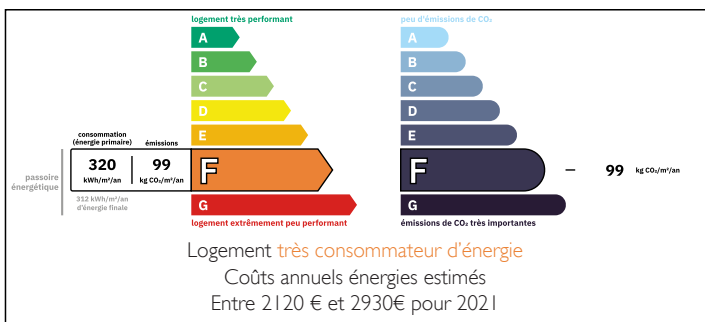 logement très performant
A
B
C
D
E
consommation
(énergie primaire)
émissions
320
kWh/m²/an
99
kg CO₂/m²/an
F
passoire
énergétique
312 kWh/m²/an
d'énergie finale
G
logement extrêmement peu performant
peu d'émissions de CO₂
A
B
C
D
E
F
99 kg CO₂/m²/an
G
émissions de CO₂ très importantes
Logement très consommateur d'énergie
Coûts annuels énergies estimés
Entre 2120 € et 2930€ pour 2021